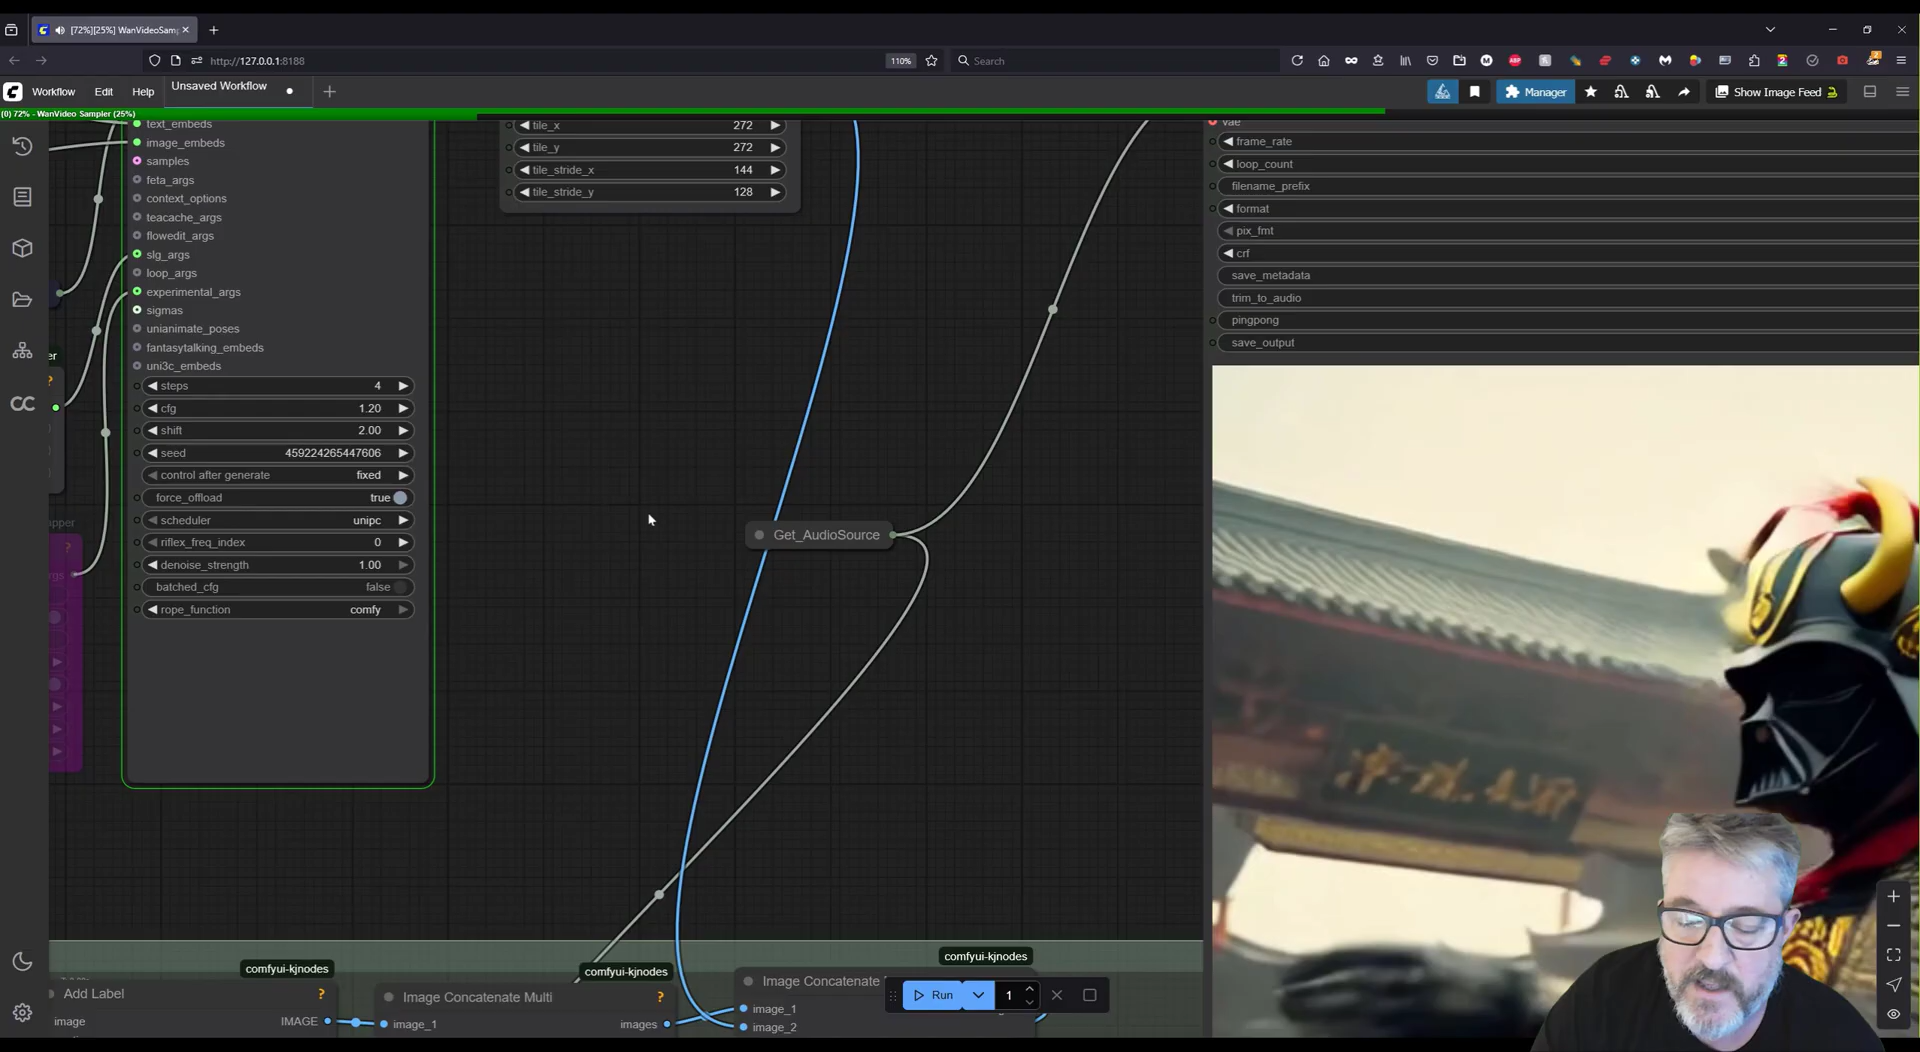 [72%][25%] WanVideoSam
http://127.0.0.1:8188
110%
Search
Workflow
Edit
Help
Unsaved Workflow
Manager
Show Image Feed
(0) 72% - WanVideo Sampler (25%)
text_embeds
image_embeds
samples
feta_args
context_options
teacache_args
flowedit_args
slg_args
loop_args
experimental_args
sigmas
unianimate_poses
fantasytalking_embeds
uni3c_embeds
steps 4
cfg 1.20
shift 2.00
seed 459224265447606
control after generate fixed
force_offload true
scheduler unipc
riflex_freq_index 0
denoise_strength 1.00
batched_cfg false
rope_function comfy
er
?
apper
?
gs
CC
tile_x 272
tile_y 272
tile_stride_x 144
tile_stride_y 128
Get_AudioSource
vae
frame_rate
loop_count
filename_prefix
format
pix_fmt
crf
save_metadata
trim_to_audio
pingpong
save_output
comfyui-kjnodes
Add Label ?
image IMAGE
comfyui-kjnodes
Image Concatenate Multi ?
image_1 images
comfyui-kjnodes
Image Concatenate
image_1
image_2
Run 1